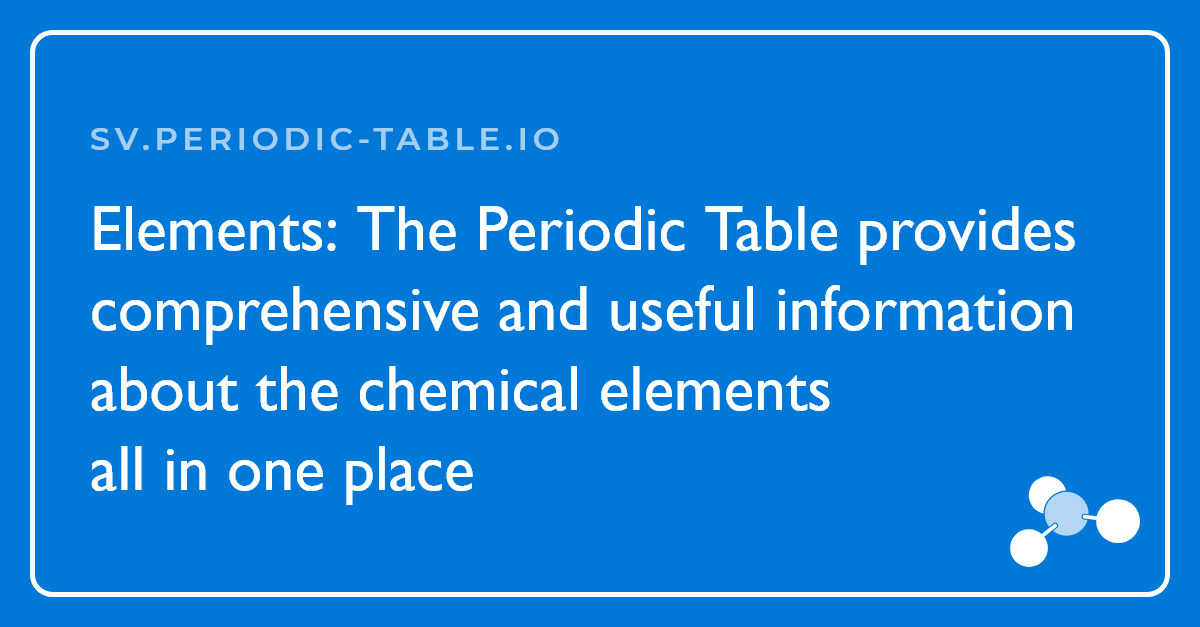 SV.PERIODIC-TABLE.IO
Elements: The Periodic Table provides
comprehensive and useful information
about the chemical elements
all in one place